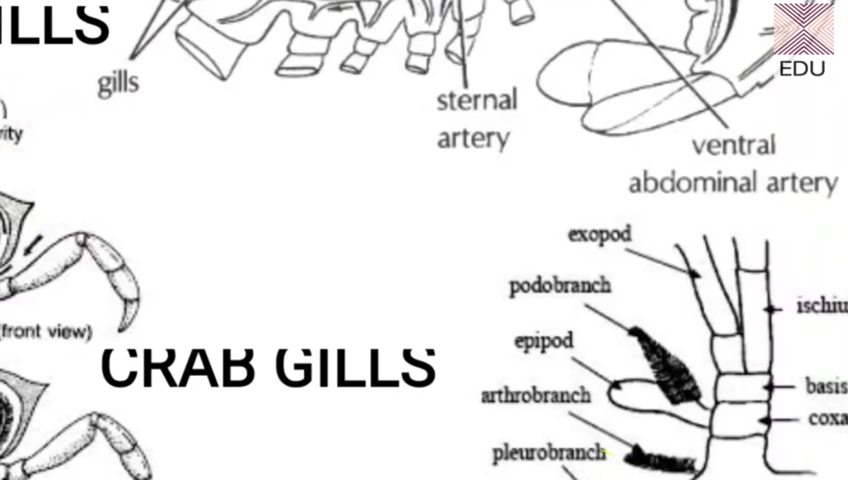 ILLS
EDU
gills
sternal
artery
ventral
abdominal artery
(front view)
CRAB GILLS
exopod
podobranch
epipod
arthrobranch
pleurobranch
basis
coxa